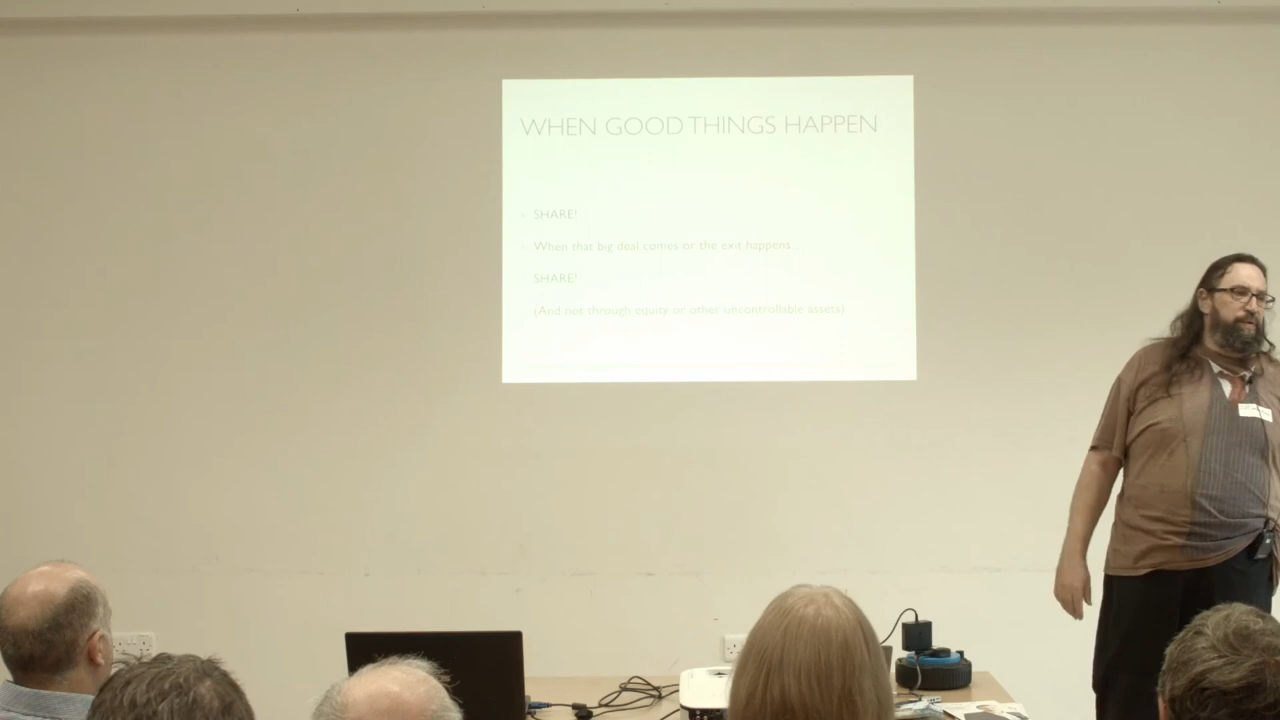 WHEN GOOD THINGS HAPPEN
SHARE!
When that big deal comes or the exit happens...
SHARE!
(And not through equity or other uncontrollable assets)